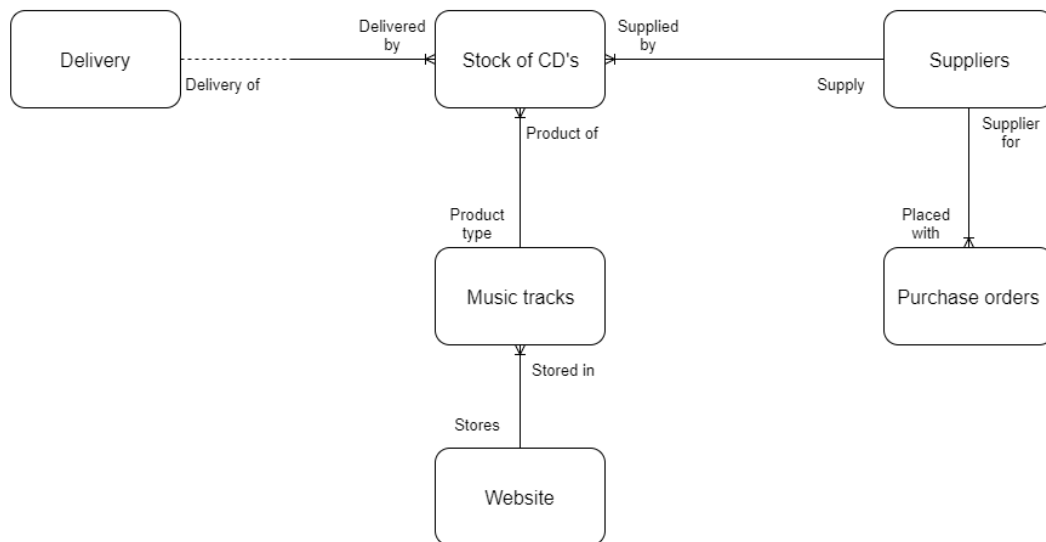 Delivery
Delivery of
Delivered
by
Stock of CD's
Supplied
by
Supply
Suppliers
Product of
Supplier
for
Product
type
Placed
with
Music tracks
Purchase orders
Stored in
Stores
Website